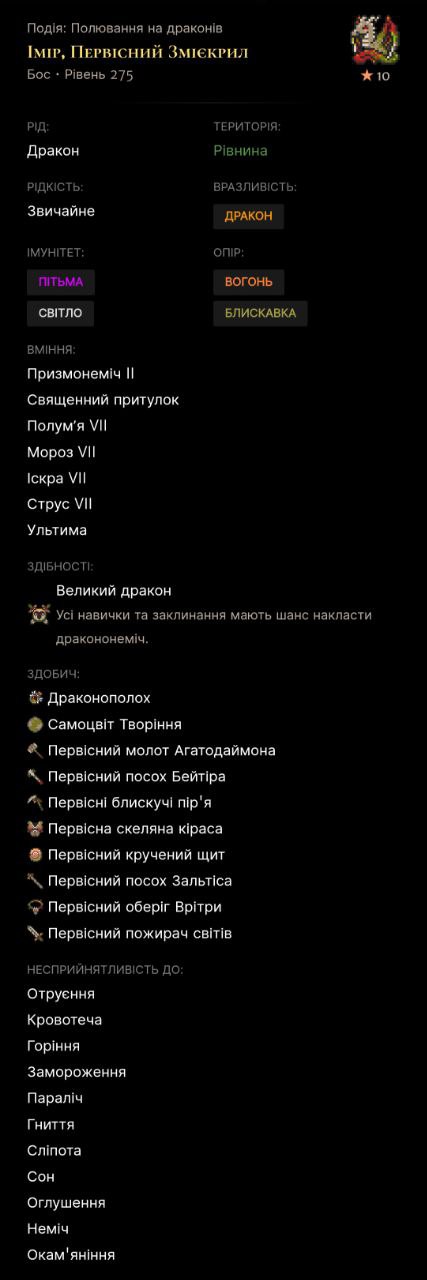 Подія: Полювання на драконів
Імір, Первісний Змієкрил
Бос · Рівень 275
★ 10
РІД:
Дракон
ТЕРИТОРІЯ:
Рівнина
РІДКІСТЬ:
Звичайне
ВРАЗЛИВІСТЬ:
ДРАКОН
ІМУНІТЕТ:
ПІТЬМА
СВІТЛО
ОПІР:
ВОГОНЬ
БЛИСКАВКА
ВМІННЯ:
Призмонеміч II
Священний притулок
Полум’я VII
Мороз VII
Іскра VII
Струс VII
Ультима
ЗДІБНОСТІ:
Великий дракон
Усі навички та заклинання мають шанс накласти
дракононеміч.
ЗДОБИЧ:
Драконополох
Самоцвіт Творіння
Первісний молот Агатодаймона
Первісний посох Бейтіра
Первісні блискучі пір'я
Первісна скеляна кіраса
Первісний кручений щит
Первісний посох Зальтіса
Первісний оберіг Врітри
Первісний пожирач світів
НЕСПРИЙНЯТЛИВІСТЬ ДО:
Отруєння
Кровотеча
Горіння
Замороження
Параліч
Гниття
Сліпота
Сон
Оглушення
Неміч
Окам'яніння